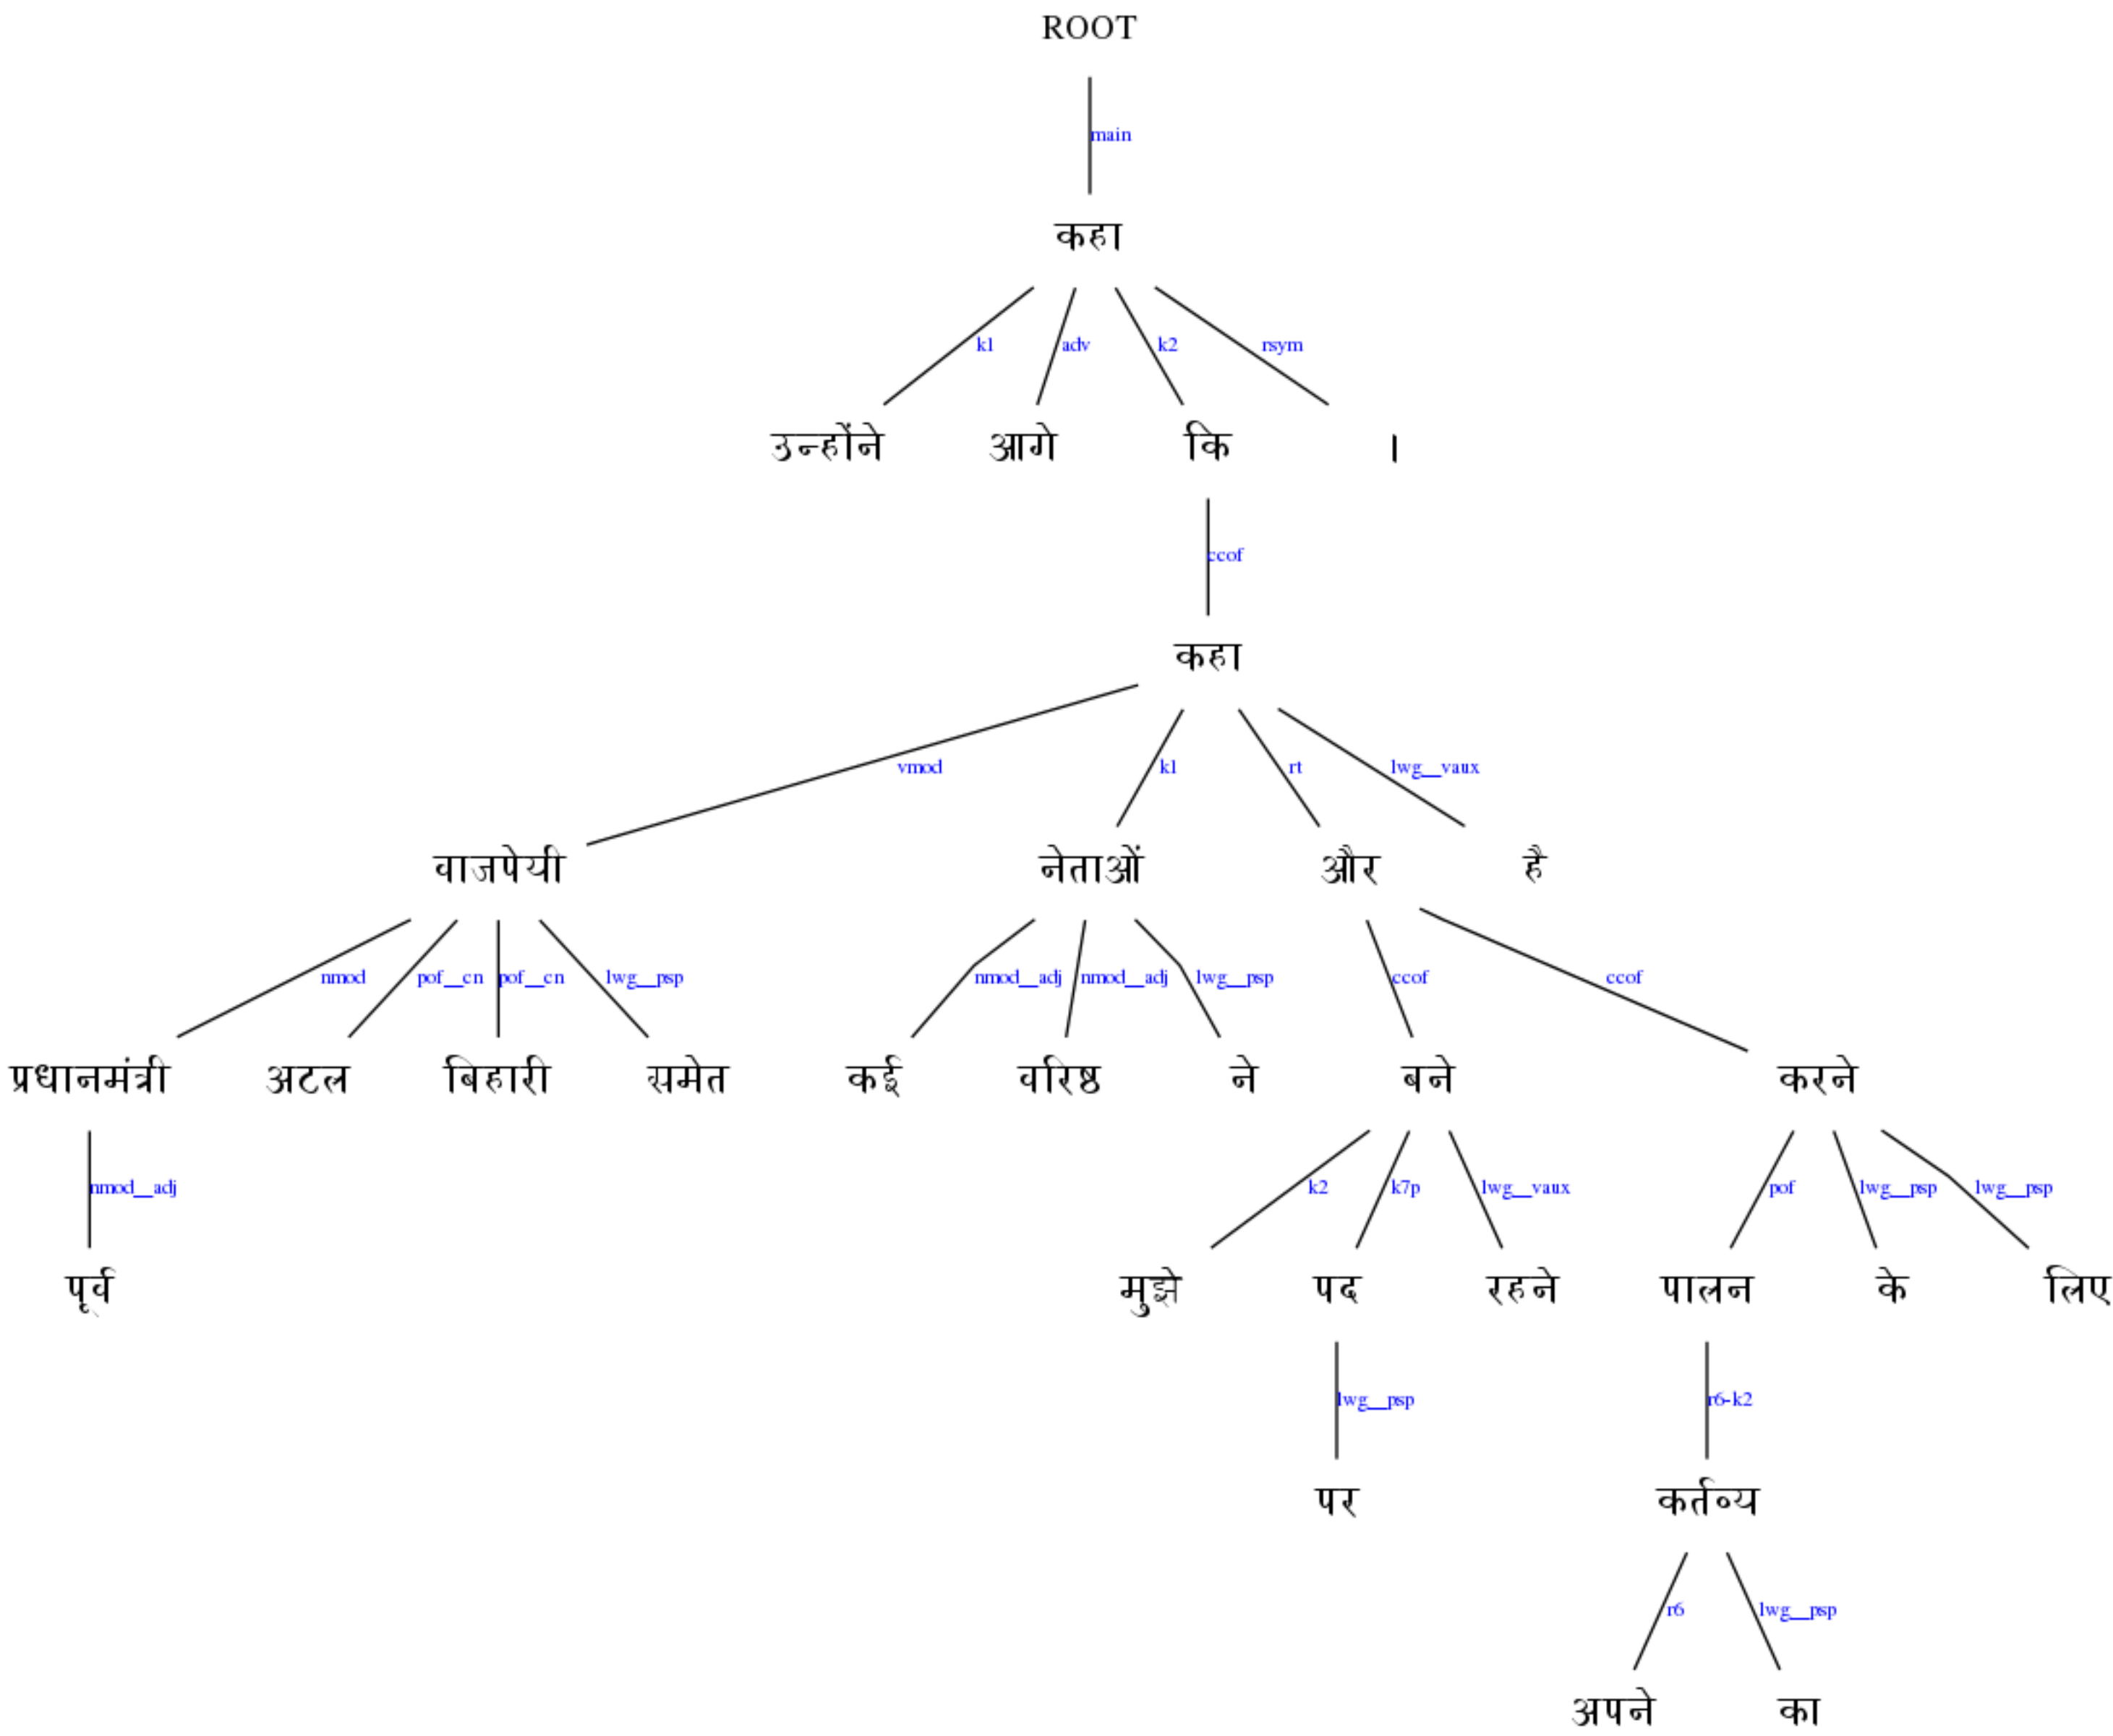 ROOT
main
कहा
k1 adv k2 rsym
उन्होंने आगे कि ।
ccof
कहा
vmod k1 rt lwg__vaux
वाजपेयी नेताओं और है
nmod pof__cn pof__cn lwg__psp nmod__adj nmod__adj lwg__psp ccof ccof
प्रधानमंत्री अटल बिहारी समेत कई वरिष्ठ ने बने करने
nmod__adj k2 k7p lwg__vaux pof lwg__psp lwg__psp
पूर्व मुझे पद रहने पालन के लिए
lwg__psp r6-k2
पर कर्तव्य
r6 lwg__psp
अपने का